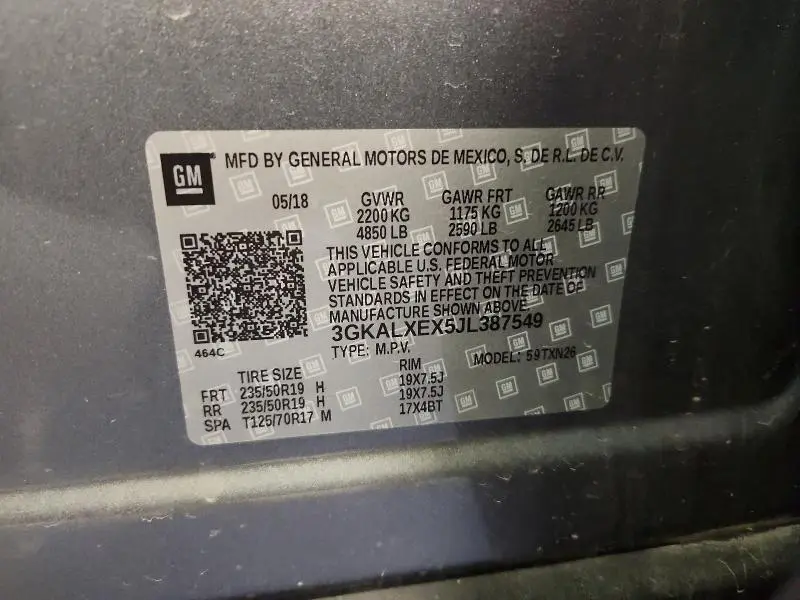 GM
MFD BY GENERAL MOTORS DE MEXICO, S. DE R.L. DE C.V.
05/18 GVWR GAWR FRT GAWR RR
2200 KG 1175 KG 1200 KG
4850 LB 2590 LB 2645 LB
THIS VEHICLE CONFORMS TO ALL
APPLICABLE U.S. FEDERAL MOTOR
VEHICLE SAFETY AND THEFT PREVENTION
STANDARDS IN EFFECT ON THE DATE OF
MANUFACTURE SHOWN ABOVE.
3GKALXEX5JL387549
464C TYPE: M.P.V. MODEL: 59TXN26
TIRE SIZE RIM
FRT 235/50R19 H 19X7.5J
RR 235/50R19 H 19X7.5J
SPA T125/70R17 M 17X4BT